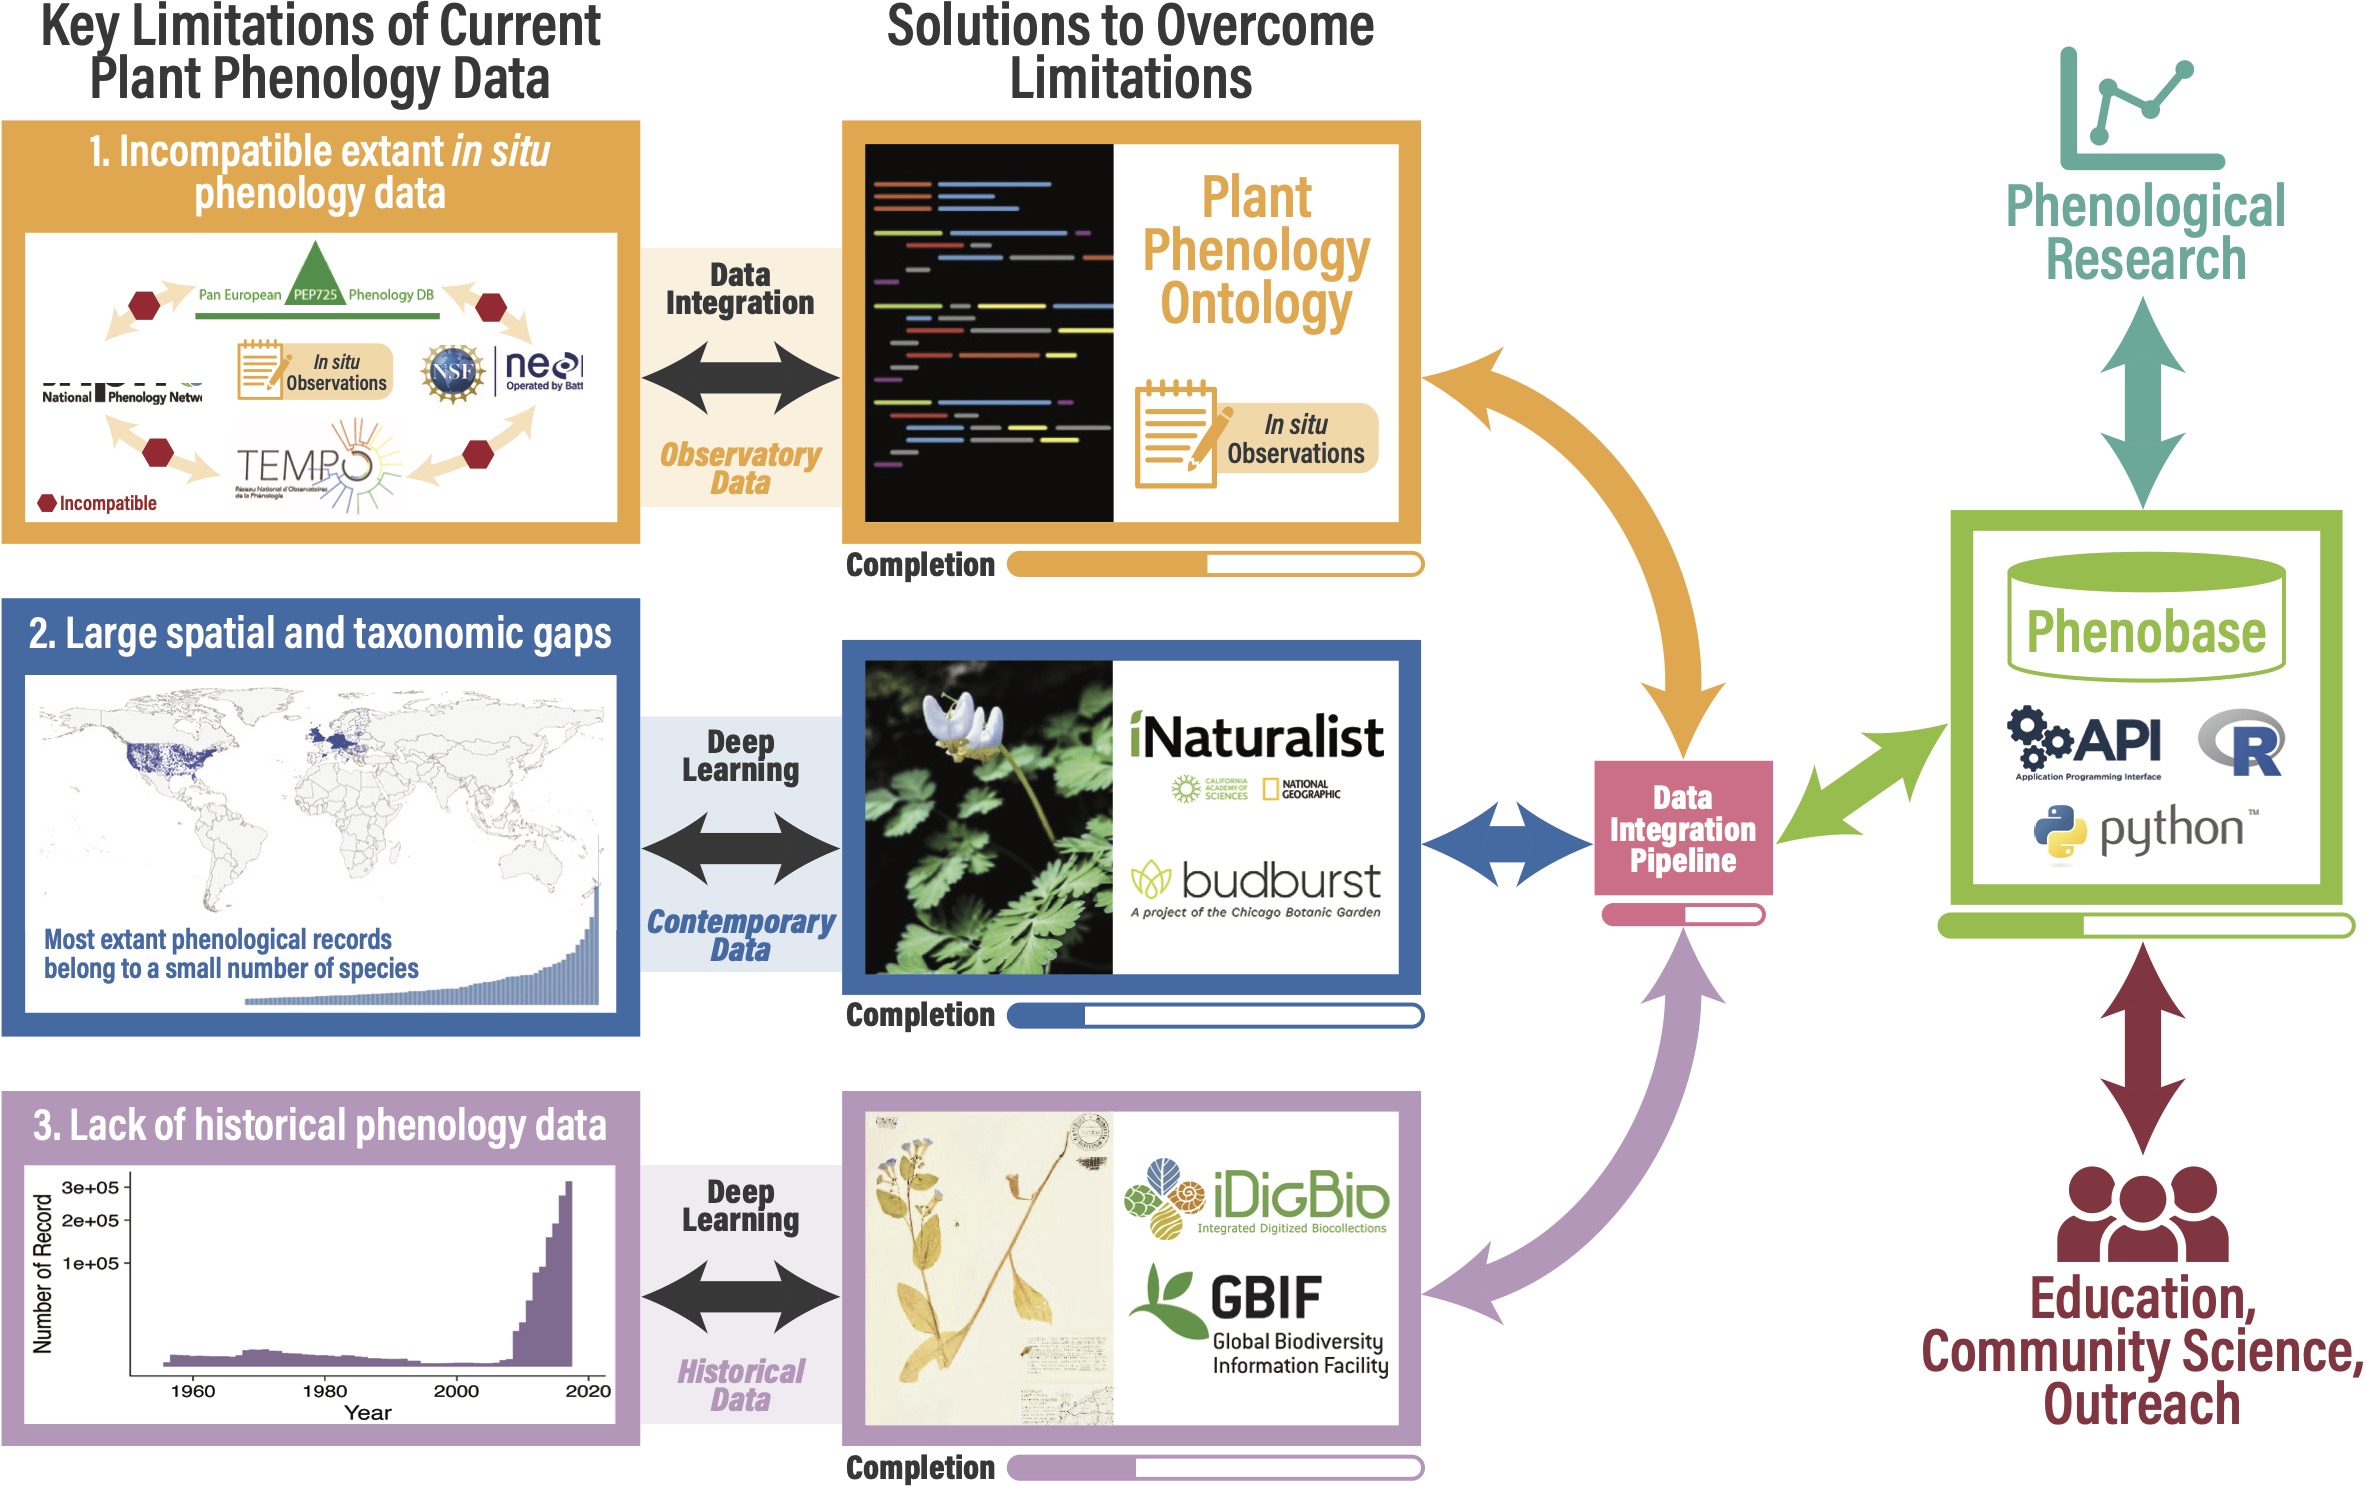 Key Limitations of Current
Plant Phenology Data
Solutions to Overcome
Limitations
1. Incompatible extant in situ
phenology data
Pan European PEP725 Phenology DB
In situ
Observations
NSF
National Phenology
Operated by
TEMPO
Réseau National d'Observatoires
de la Phénologie
Incompatible
Data
Integration
Observatory
Data
Plant
Phenology
Ontology
In situ
Observations
Completion
2. Large spatial and taxonomic gaps
Most extant phenological records
belong to a small number of species
Deep
Learning
Contemporary
Data
iNaturalist
CALIFORNIA
ACADEMY OF
SCIENCES
NATIONAL
GEOGRAPHIC
budburst
A project of the Chicago Botanic Garden
Completion
3. Lack of historical phenology data
Number of Record
3e+05
2e+05
1e+05
1960
1980
2000
2020
Year
Deep
Learning
Historical
Data
iDigBio
Integrated Digitized Biocollections
GBIF
Global Biodiversity
Information Facility
Completion
Data
Integration
Pipeline
Phenological
Research
Phenobase
API
Application Programming Interface
R
python™
Education,
Community Science,
Outreach